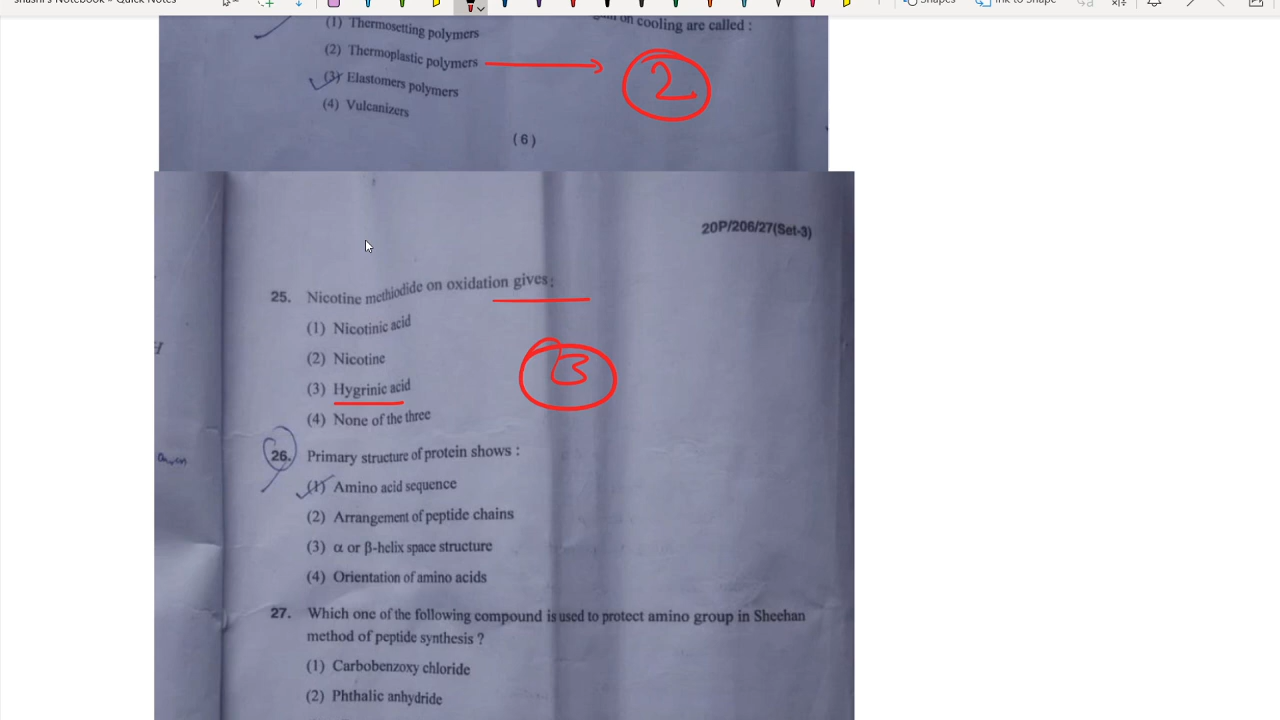 shashi's Notebook » Quick Notes
Shapes
Ink to Shape
(1) Thermosetting polymers
on cooling are called :
(2) Thermoplastic polymers
2
(3) Elastomers polymers
(4) Vulcanizers
(6)
20P/206/27(Set-3)
25. Nicotine methiodide on oxidation gives:
(1) Nicotinic acid
(2) Nicotine
3
(3) Hygrinic acid
(4) None of the three
26. Primary structure of protein shows :
(1) Amino acid sequence
(2) Arrangement of peptide chains
(3) α or β-helix space structure
(4) Orientation of amino acids
27. Which one of the following compound is used to protect amino group in Sheehan
method of peptide synthesis ?
(1) Carbobenzoxy chloride
(2) Phthalic anhydride